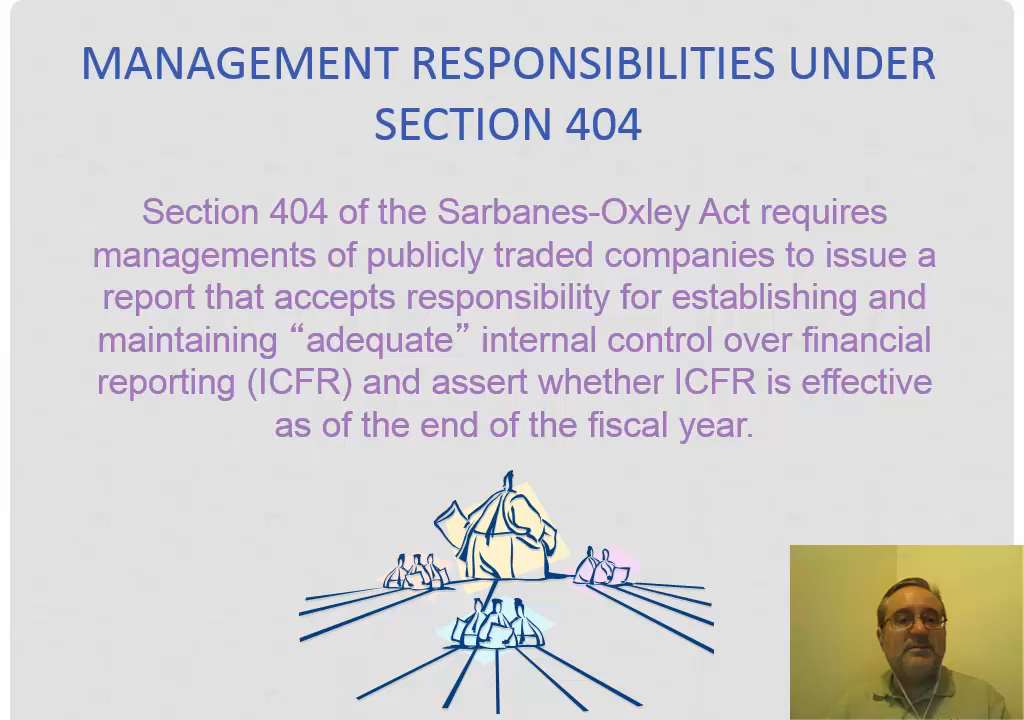 MANAGEMENT RESPONSIBILITIES UNDER
SECTION 404
Section 404 of the Sarbanes-Oxley Act requires
managements of publicly traded companies to issue a
report that accepts responsibility for establishing and
maintaining “adequate” internal control over financial
reporting (ICFR) and assert whether ICFR is effective
as of the end of the fiscal year.